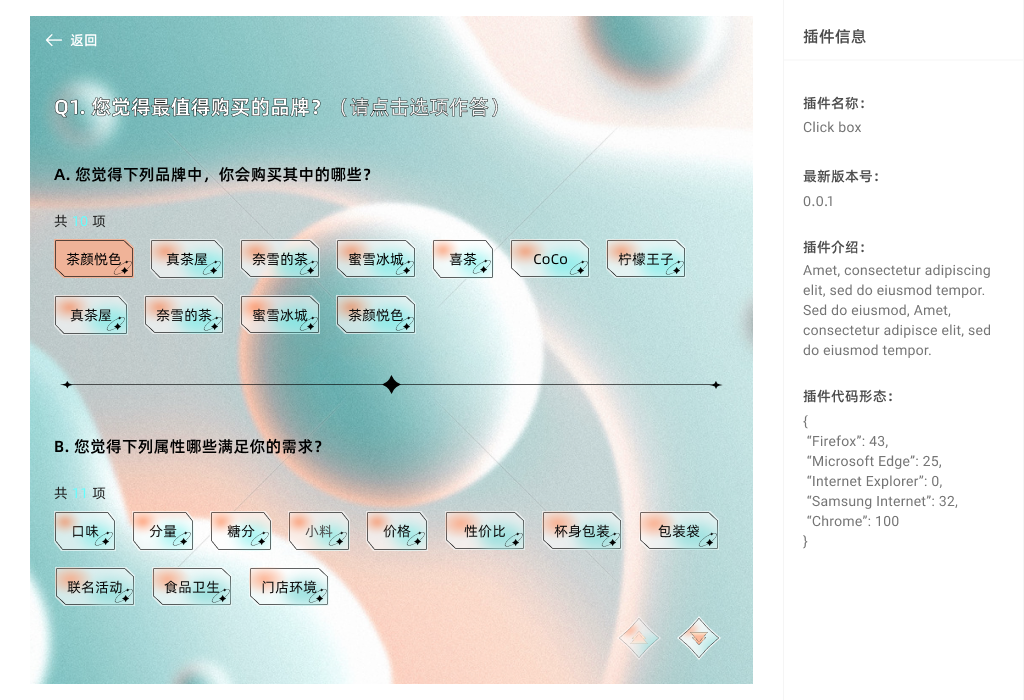 返回
Q1. 您觉得最值得购买的品牌？（请点击选项作答）
A. 您觉得下列品牌中，你会购买其中的哪些？
共 11 项
茶颜悦色 真茶屋 奈雪的茶 蜜雪冰城 喜茶 CoCo 柠檬王子
真茶屋 奈雪的茶 蜜雪冰城 茶颜悦色
B. 您觉得下列属性哪些满足你的需求？
共 11 项
口味 分量 糖分 小料 价格 性价比 杯身包装 包装袋
联名活动 食品卫生 门店环境
插件信息
插件名称：
Click box
最新版本号：
0.0.1
插件介绍：
Amet, consectetur adipiscing
elit, sed do eiusmod tempor.
Sed do eiusmod, Amet,
consectetur adipisce elit, sed
do eiusmod tempor.
插件代码形态：
{
“Firefox”: 43,
“Microsoft Edge”: 25,
“Internet Explorer”: 0,
“Samsung Internet”: 32,
“Chrome”: 100
}